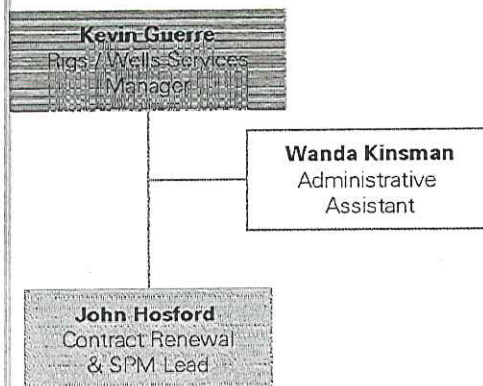 Kevin Guerre
Rigs / Wells Services
Manager
Wanda Kinsman
Administrative
Assistant
John Hosford
Contract Renewal
& SPM Lead